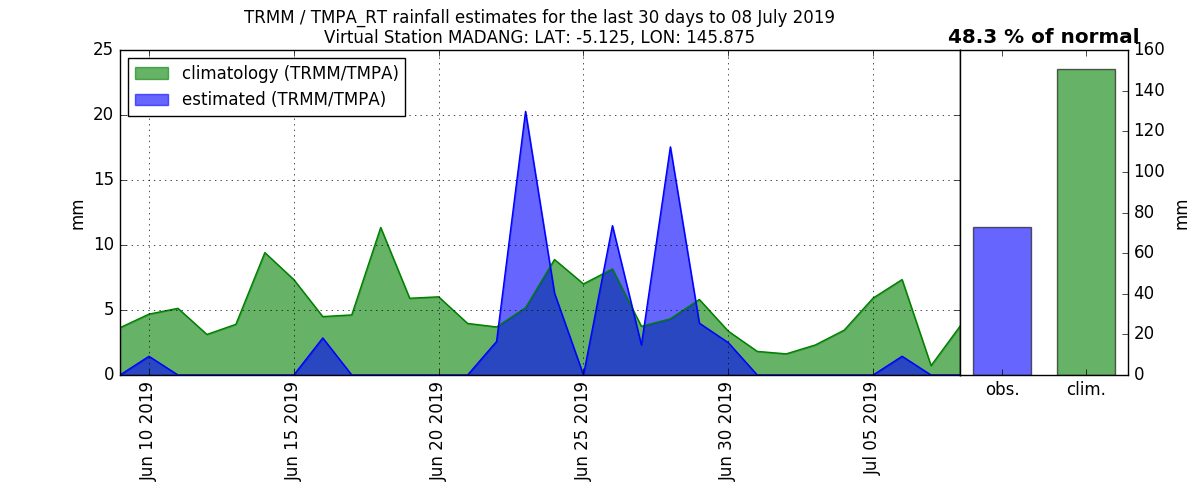 TRMM / TMPA_RT rainfall estimates for the last 30 days to 08 July 2019
Virtual Station MADANG: LAT: -5.125, LON: 145.875
48.3 % of normal
climatology (TRMM/TMPA)
estimated (TRMM/TMPA)
25
20
15
10
5
0
mm
Jun 10 2019
Jun 15 2019
Jun 20 2019
Jun 25 2019
Jun 30 2019
Jul 05 2019
obs.
clim.
160
140
120
100
80
60
40
20
0
mm